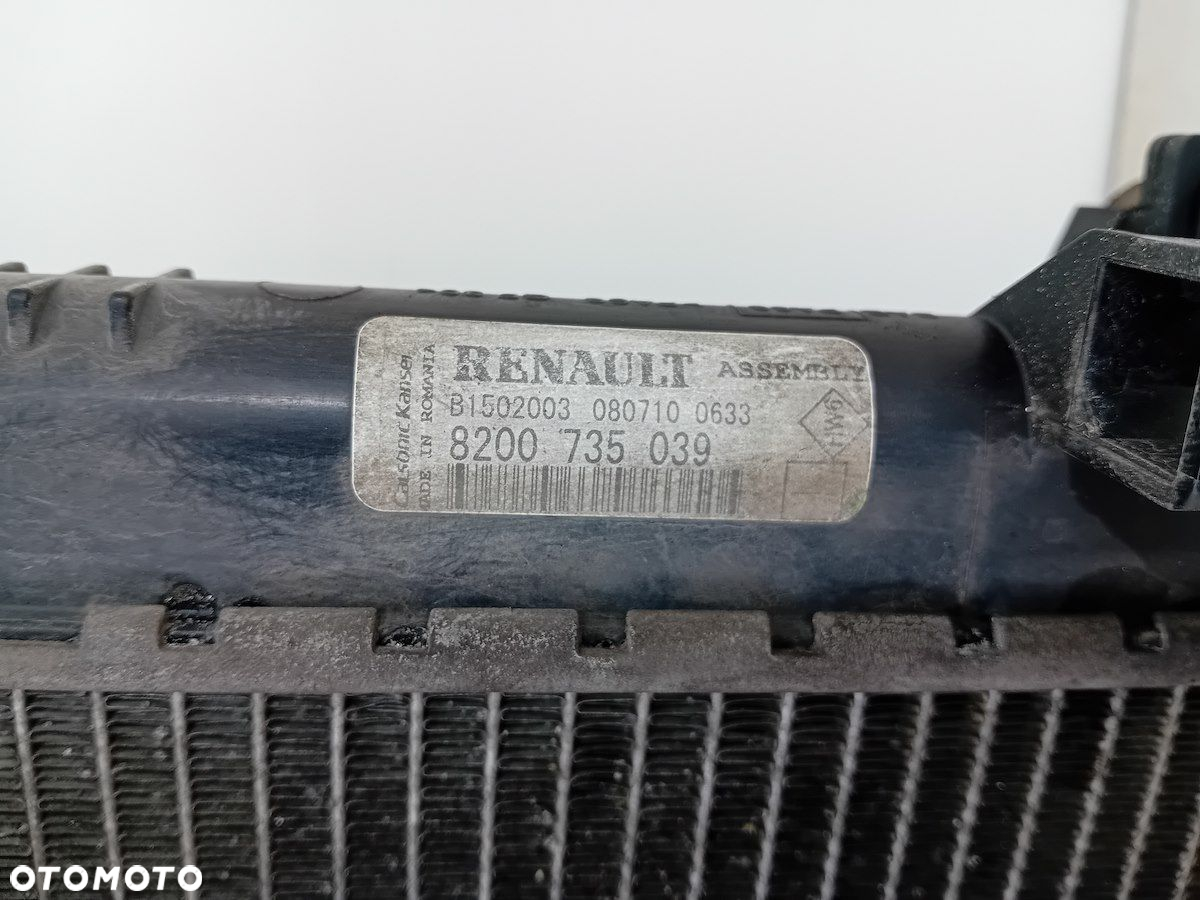 RENAULT ASSEMBLY
B1502003 080710 0633
8200 735 039
Calsonic Kansei
MADE IN ROMANIA
OTOMOTO